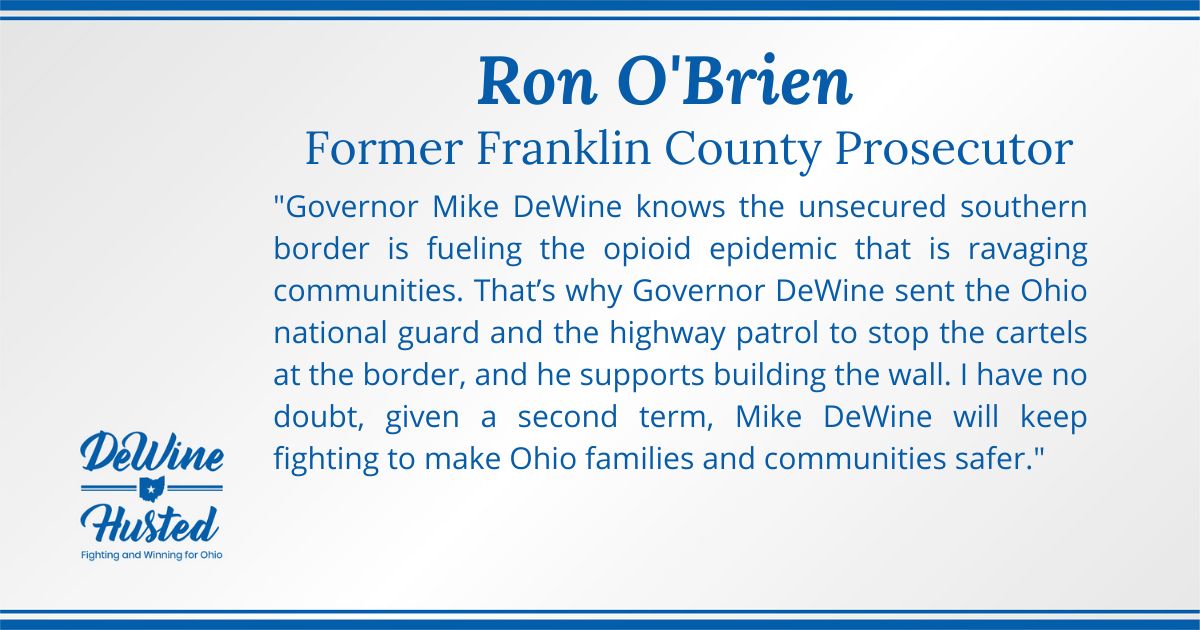 Ron O'Brien
Former Franklin County Prosecutor
"Governor Mike DeWine knows the unsecured southern
border is fueling the opioid epidemic that is ravaging
communities. That’s why Governor DeWine sent the Ohio
national guard and the highway patrol to stop the cartels
at the border, and he supports building the wall. I have no
doubt, given a second term, Mike DeWine will keep
fighting to make Ohio families and communities safer."
DeWine
Husted
Fighting and Winning for Ohio